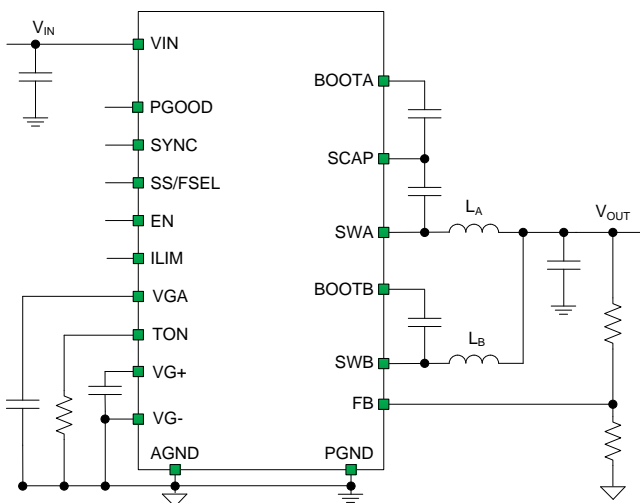 V_IN
VIN
PGOOD
SYNC
SS/FSEL
EN
ILIM
VGA
TON
VG+
VG-
AGND
PGND
BOOTA
SCAP
SWA
BOOTB
SWB
FB
L_A
L_B
V_OUT